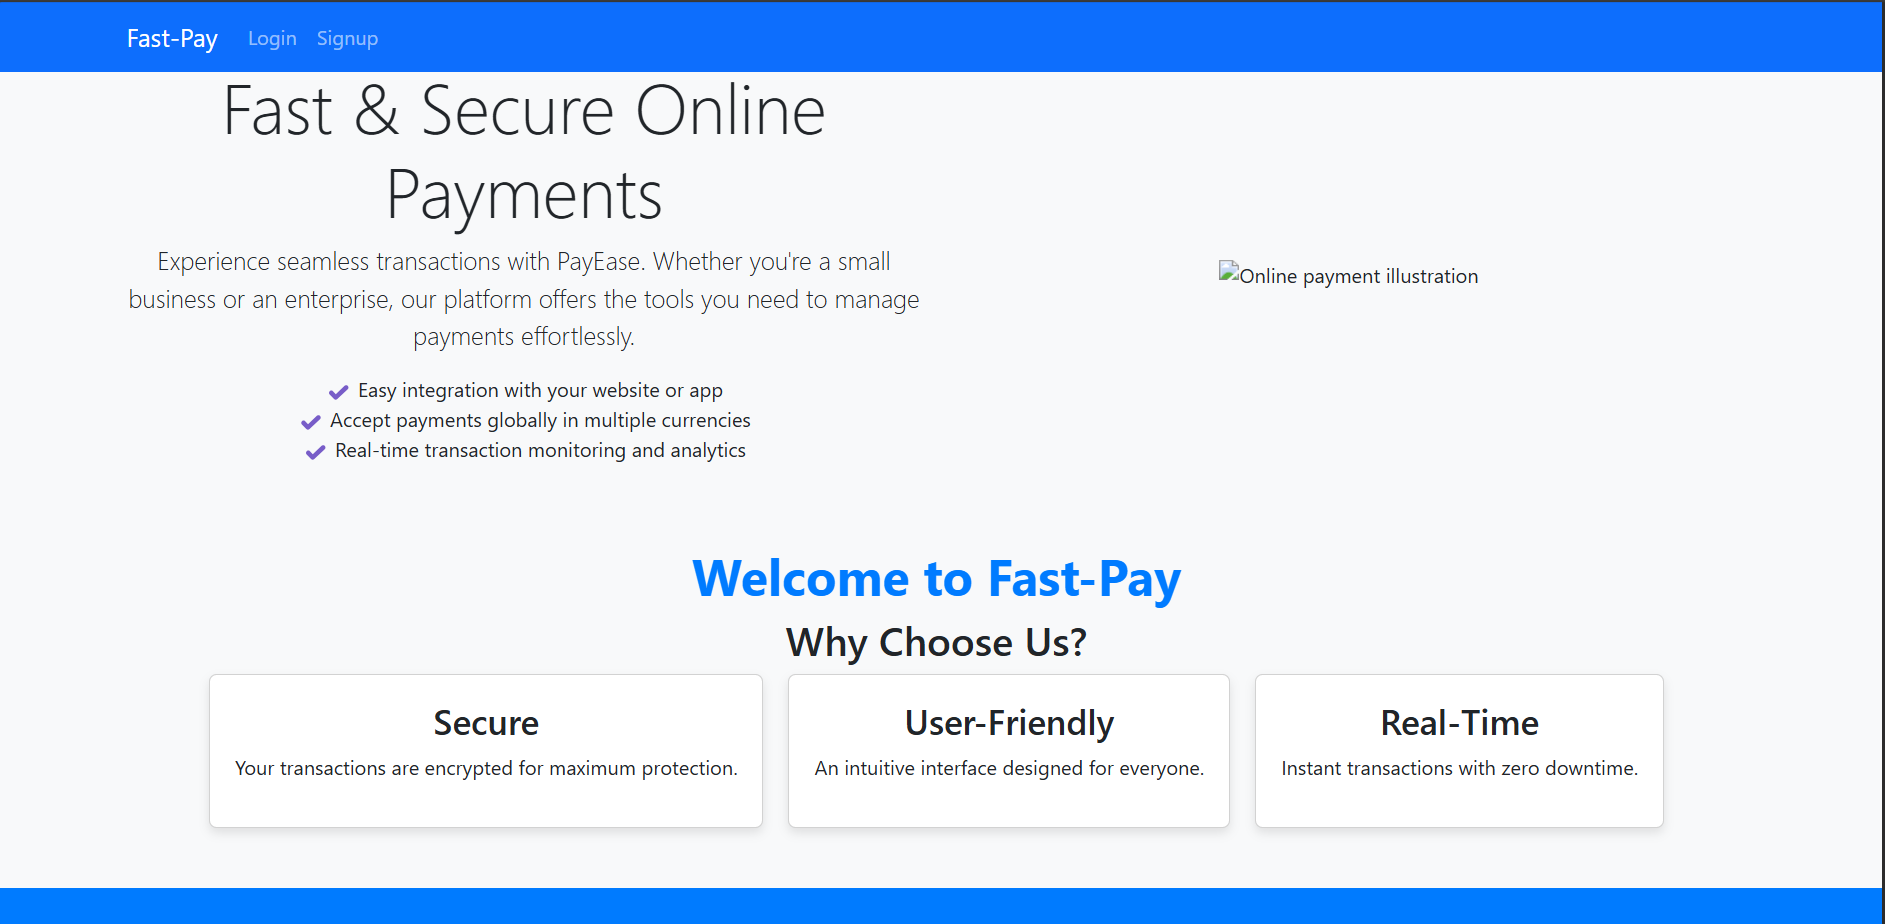 Fast-Pay Login Signup
Fast & Secure Online
Payments
Experience seamless transactions with PayEase. Whether you're a small
business or an enterprise, our platform offers the tools you need to manage
payments effortlessly.
Easy integration with your website or app
Accept payments globally in multiple currencies
Real-time transaction monitoring and analytics
Online payment illustration
Welcome to Fast-Pay
Why Choose Us?
Secure
Your transactions are encrypted for maximum protection.
User-Friendly
An intuitive interface designed for everyone.
Real-Time
Instant transactions with zero downtime.